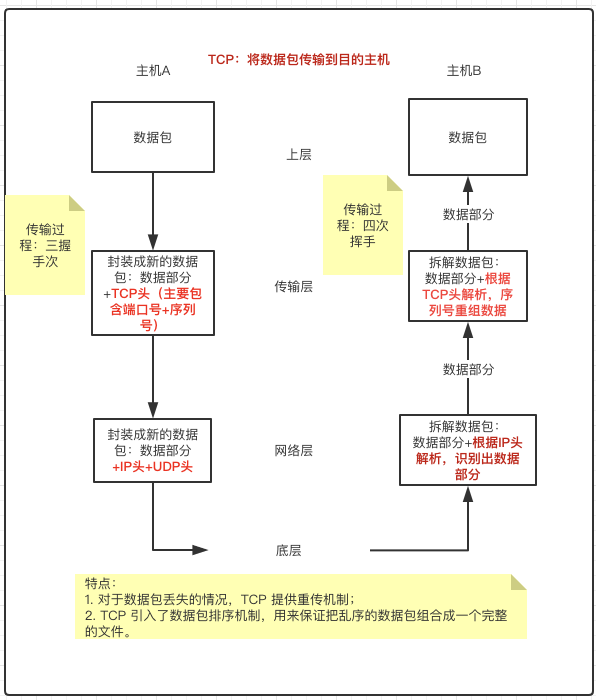 TCP：将数据包传输到目的主机
主机A
主机B
数据包
数据包
上层
传输过
程：三握
手次
传输过
程：四次
挥手
数据部分
封装成新的数据
包：数据部分
+TCP头（主要包
含端口号+序列
号）
传输层
拆解数据包：
数据部分+根据
TCP头解析，序
列号重组数据
数据部分
封装成新的数据
包：数据部分
+IP头+UDP头
网络层
拆解数据包：
数据部分+根据IP头
解析，识别出数据
部分
底层
特点：
1. 对于数据包丢失的情况，TCP 提供重传机制；
2. TCP 引入了数据包排序机制，用来保证把乱序的数据包组合成一个完整
的文件。